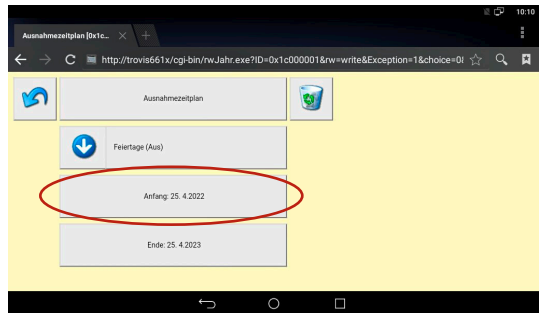 10:10
Ausnahmezeitplan [0x1c...
http://trovis661x/cgi-bin/rwJahr.exe?ID=0x1c000001&rw=write&Exception=1&choice=0
Ausnahmezeitplan
Feiertage (Aus)
Anfang: 25. 4.2022
Ende: 25. 4.2023